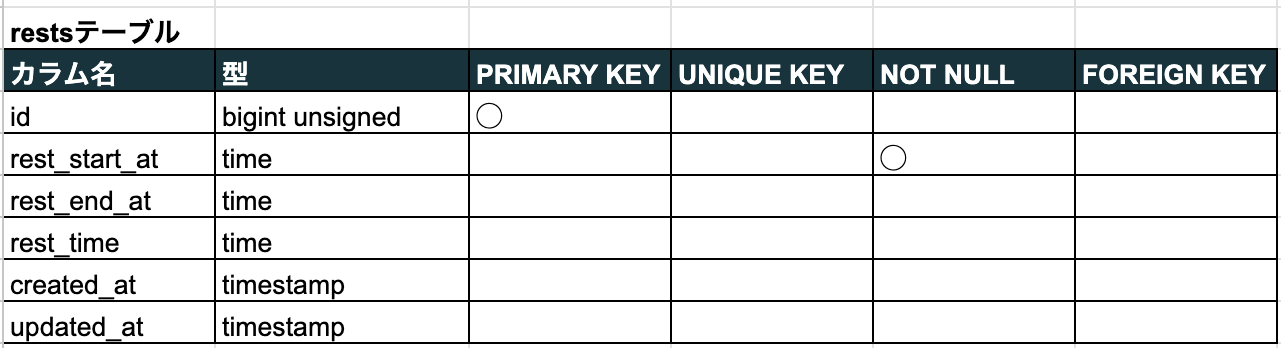 restsテーブル
カラム名 型 PRIMARY KEY UNIQUE KEY NOT NULL FOREIGN KEY
id bigint unsigned ◯
rest_start_at time ◯
rest_end_at time
rest_time time
created_at timestamp
updated_at timestamp